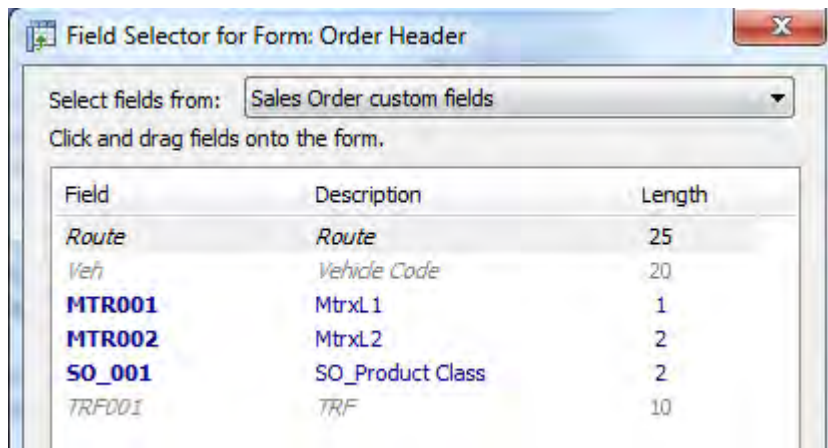 Field Selector for Form: Order Header
Select fields from: Sales Order custom fields
Click and drag fields onto the form.
Field Description Length
Route Route 25
Veh Vehicle Code 20
MTR001 MtrxL1 1
MTR002 MtrxL2 2
SO_001 SO_Product Class 2
TRF001 TRF 10